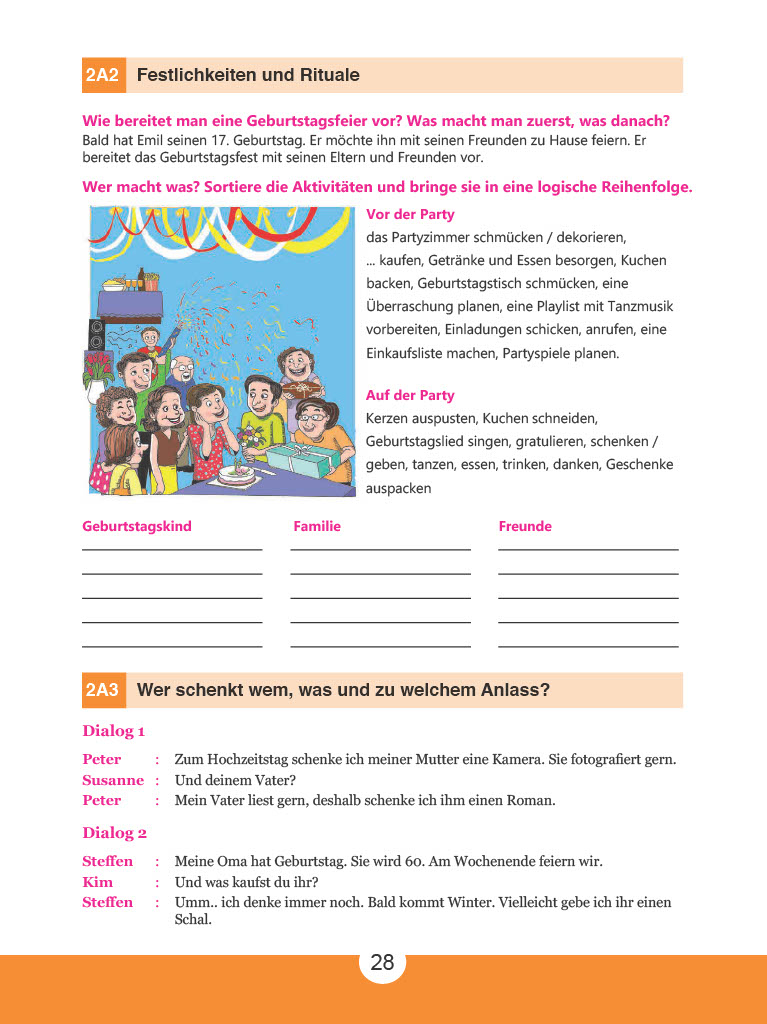 2A2 Festlichkeiten und Rituale
Wie bereitet man eine Geburtstagsfeier vor? Was macht man zuerst, was danach?
Bald hat Emil seinen 17. Geburtstag. Er möchte ihn mit seinen Freunden zu Hause feiern. Er
bereitet das Geburtstagsfest mit seinen Eltern und Freunden vor.
Wer macht was? Sortiere die Aktivitäten und bringe sie in eine logische Reihenfolge.
Vor der Party
das Partyzimmer schmücken / dekorieren,
... kaufen, Getränke und Essen besorgen, Kuchen
backen, Geburtstagstisch schmücken, eine
Überraschung planen, eine Playlist mit Tanzmusik
vorbereiten, Einladungen schicken, anrufen, eine
Einkaufsliste machen, Partyspiele planen.
Auf der Party
Kerzen auspusten, Kuchen schneiden,
Geburtstagslied singen, gratulieren, schenken /
geben, tanzen, essen, trinken, danken, Geschenke
auspacken
Geburtstagskind Familie Freunde
2A3 Wer schenkt wem, was und zu welchem Anlass?
Dialog 1
Peter : Zum Hochzeitstag schenke ich meiner Mutter eine Kamera. Sie fotografiert gern.
Susanne : Und deinem Vater?
Peter : Mein Vater liest gern, deshalb schenke ich ihm einen Roman.
Dialog 2
Steffen : Meine Oma hat Geburtstag. Sie wird 60. Am Wochenende feiern wir.
Kim : Und was kaufst du ihr?
Steffen : Umm.. ich denke immer noch. Bald kommt Winter. Vielleicht gebe ich ihr einen
Schal.
28